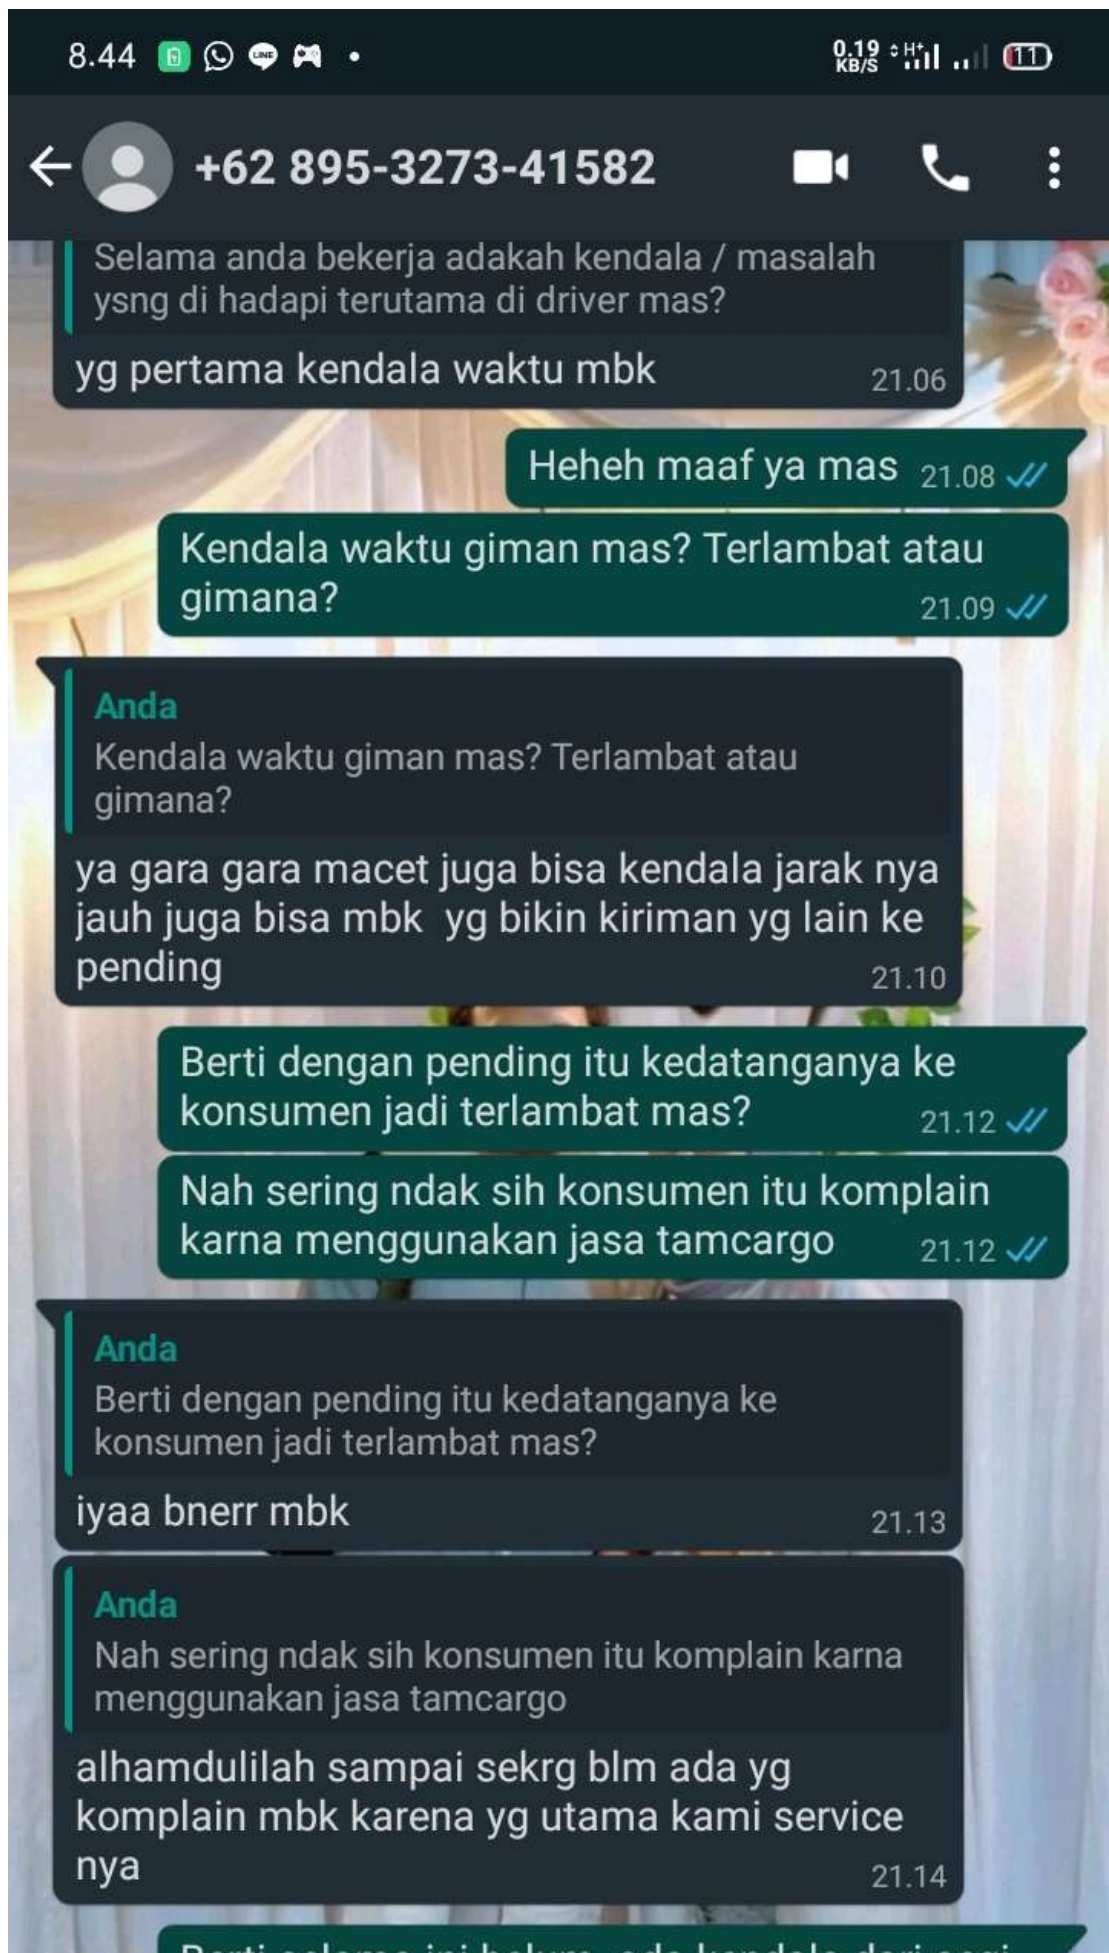 8.44
0.19 KB/S H+ 11
+62 895-3273-41582
Selama anda bekerja adakah kendala / masalah
ysng di hadapi terutama di driver mas?
yg pertama kendala waktu mbk 21.06
Heheh maaf ya mas 21.08
Kendala waktu giman mas? Terlambat atau
gimana? 21.09
Anda
Kendala waktu giman mas? Terlambat atau
gimana?
ya gara gara macet juga bisa kendala jarak nya
jauh juga bisa mbk yg bikin kiriman yg lain ke
pending 21.10
Berti dengan pending itu kedatanganya ke
konsumen jadi terlambat mas? 21.12
Nah sering ndak sih konsumen itu komplain
karna menggunakan jasa tamcargo 21.12
Anda
Berti dengan pending itu kedatanganya ke
konsumen jadi terlambat mas?
iyaa bnerr mbk 21.13
Anda
Nah sering ndak sih konsumen itu komplain karna
menggunakan jasa tamcargo
alhamdulilah sampai sekrg blm ada yg
komplain mbk karena yg utama kami service
nya 21.14